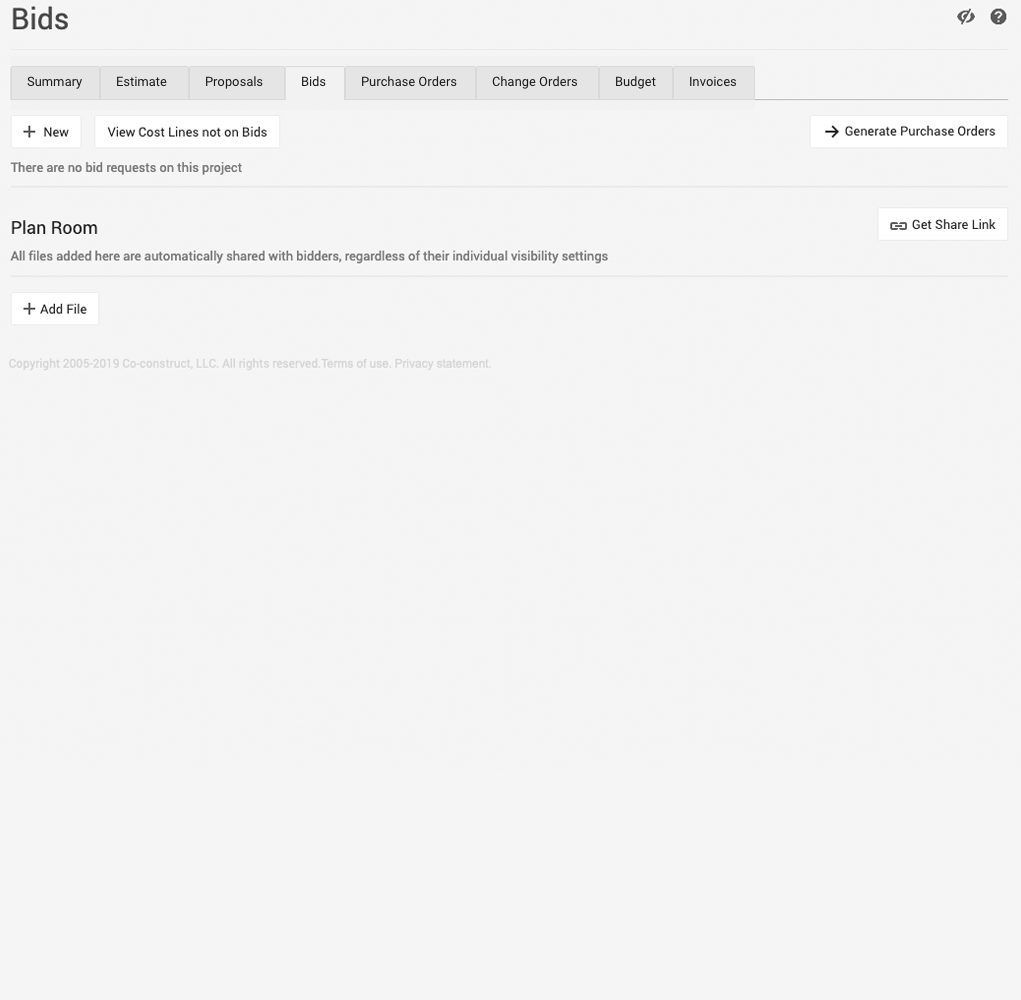 Bids
Summary Estimate Proposals Bids Purchase Orders Change Orders Budget Invoices
New View Cost Lines not on Bids Generate Purchase Orders
There are no bid requests on this project
Plan Room Get Share Link
All files added here are automatically shared with bidders, regardless of their individual visibility settings
Add File
Copyright 2005-2019 Co-construct, LLC. All rights reserved.Terms of use. Privacy statement.